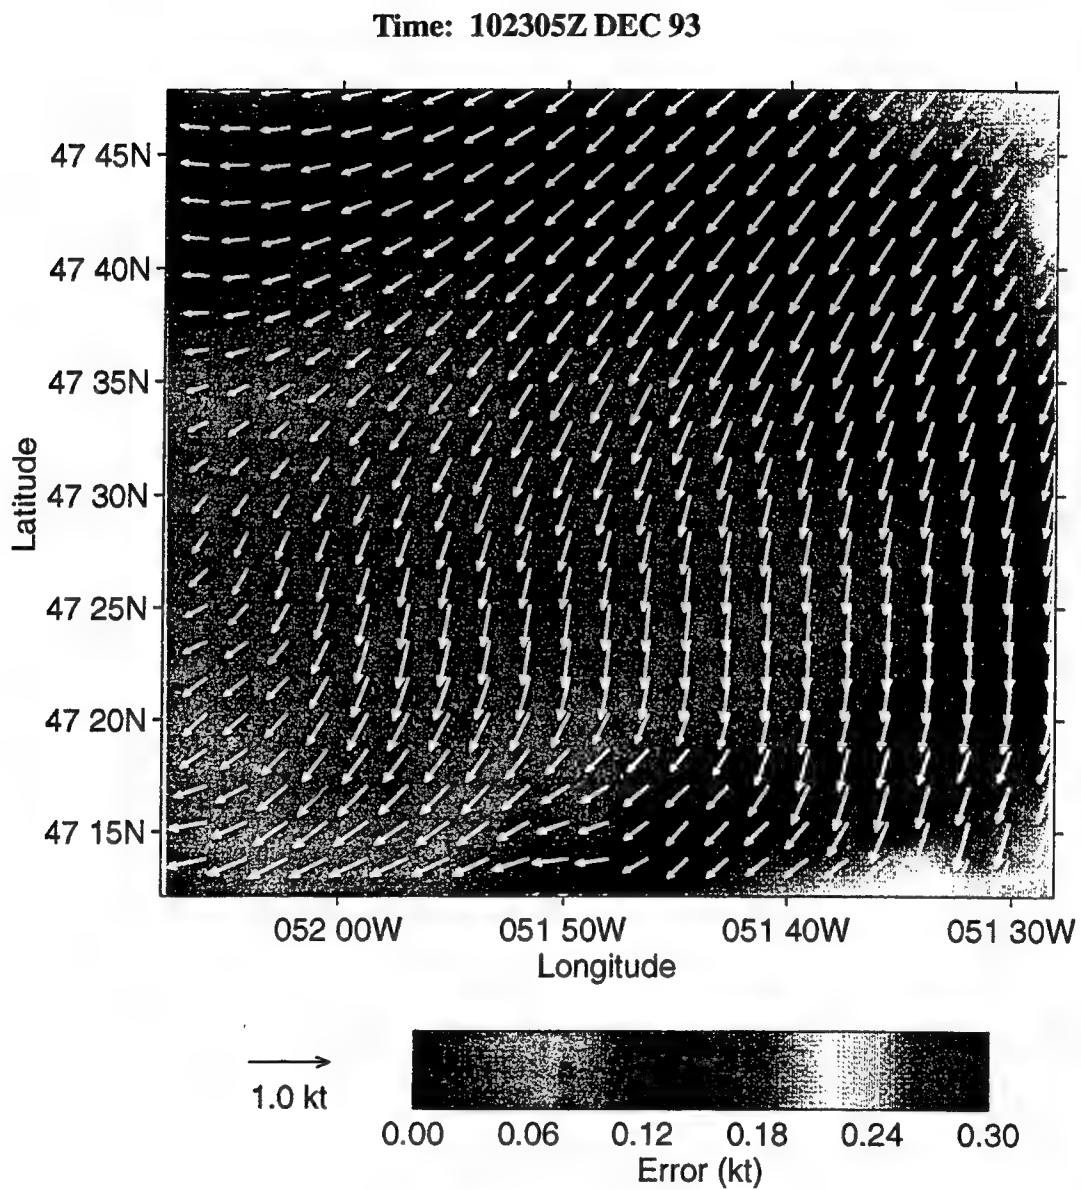 Time: 102305Z DEC 93
47 45N
47 40N
47 35N
47 30N
47 25N
47 20N
47 15N
Latitude
052 00W 051 50W 051 40W 051 30W
Longitude
1.0 kt
0.00 0.06 0.12 0.18 0.24 0.30
Error (kt)